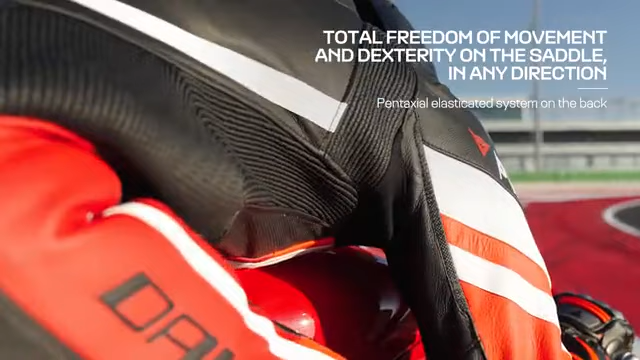 TOTAL FREEDOM OF MOVEMENT
AND DEXTERITY ON THE SADDLE,
IN ANY DIRECTION
Pentaxial elasticated system on the back